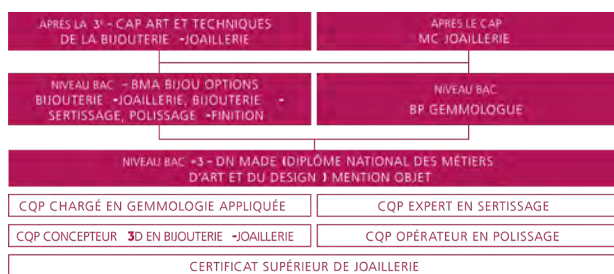 APRÈS LA 3e - CAP ART ET TECHNIQUES
DE LA BIJOUTERIE -JOAILLERIE
APRÈS LE CAP
MC JOAILLERIE
NIVEAU BAC - BMA BIJOU OPTIONS
BIJOUTERIE -JOAILLERIE, BIJOUTERIE -
SERTISSAGE, POLISSAGE -FINITION
NIVEAU BAC
BP GEMMOLOGUE
NIVEAU BAC +3 - DN MADE (DIPLÔME NATIONAL DES MÉTIERS
D'ART ET DU DESIGN ) MENTION OBJET
CQP CHARGÉ EN GEMMOLOGIE APPLIQUÉE
CQP EXPERT EN SERTISSAGE
CQP CONCEPTEUR 3D EN BIJOUTERIE -JOAILLERIE
CQP OPÉRATEUR EN POLISSAGE
CERTIFICAT SUPÉRIEUR DE JOAILLERIE